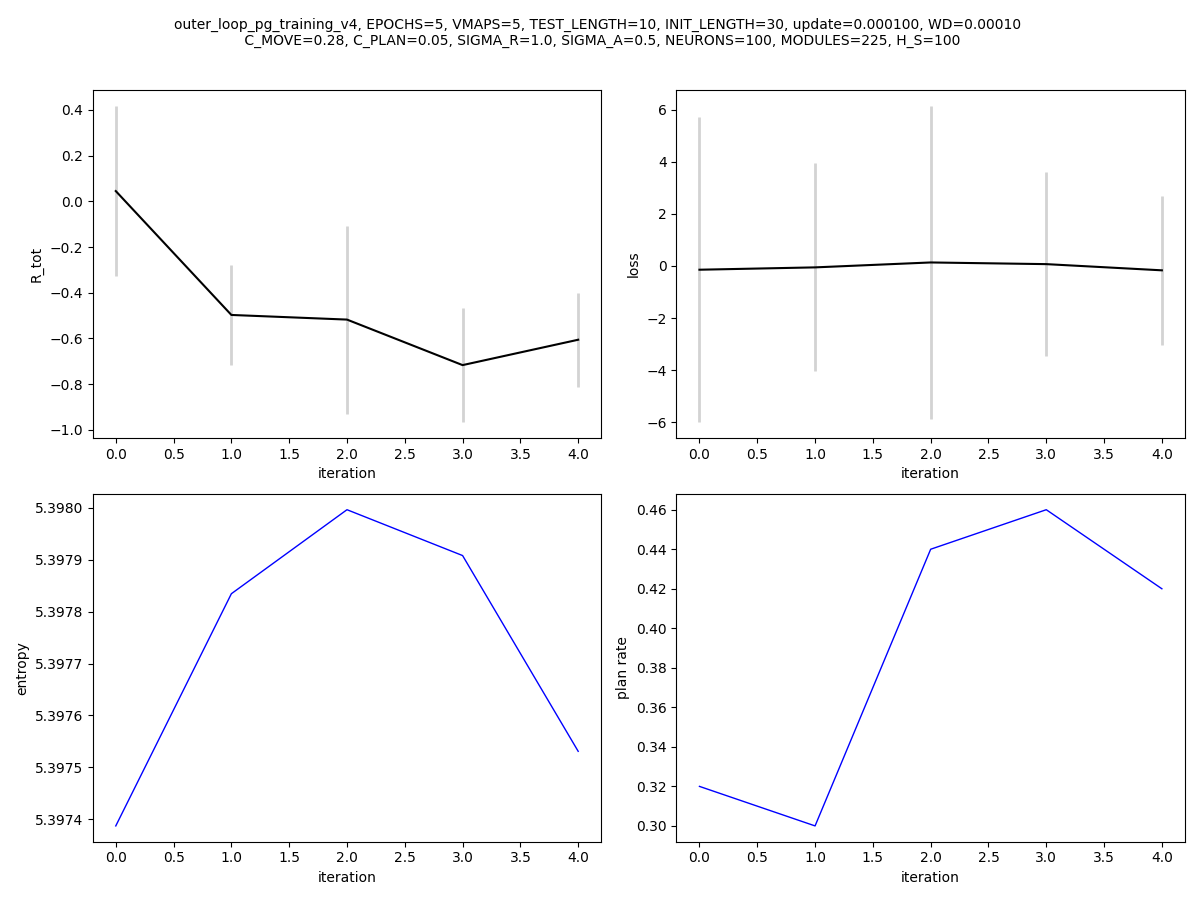 outer_loop_pg_training_v4, EPOCHS=5, VMAPS=5, TEST_LENGTH=10, INIT_LENGTH=30, update=0.000100, WD=0.00010
C_MOVE=0.28, C_PLAN=0.05, SIGMA_R=1.0, SIGMA_A=0.5, NEURONS=100, MODULES=225, H_S=100
R_tot
0.4
0.2
0.0
−0.2
−0.4
−0.6
−0.8
−1.0
0.0 0.5 1.0 1.5 2.0 2.5 3.0 3.5 4.0
iteration
loss
6
4
2
0
−2
−4
−6
0.0 0.5 1.0 1.5 2.0 2.5 3.0 3.5 4.0
iteration
entropy
5.3980
5.3979
5.3978
5.3977
5.3976
5.3975
5.3974
0.0 0.5 1.0 1.5 2.0 2.5 3.0 3.5 4.0
iteration
plan rate
0.46
0.44
0.42
0.40
0.38
0.36
0.34
0.32
0.30
0.0 0.5 1.0 1.5 2.0 2.5 3.0 3.5 4.0
iteration